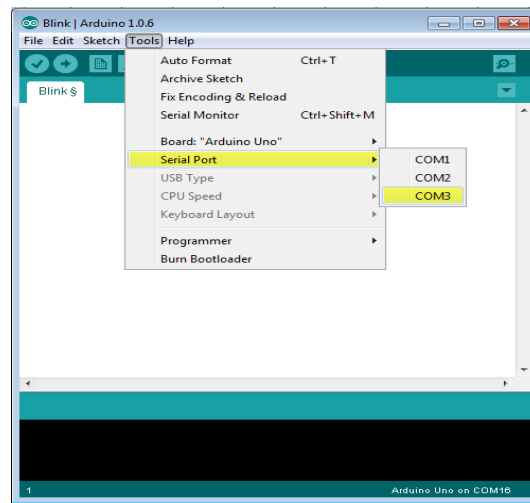 Blink | Arduino 1.0.6
File Edit Sketch Tools Help
Auto Format Ctrl+T
Archive Sketch
Blink §
Fix Encoding & Reload
Serial Monitor Ctrl+Shift+M
Board: "Arduino Uno"
Serial Port COM1
USB Type COM2
CPU Speed COM3
Keyboard Layout
Programmer
Burn Bootloader
1 Arduino Uno on COM16